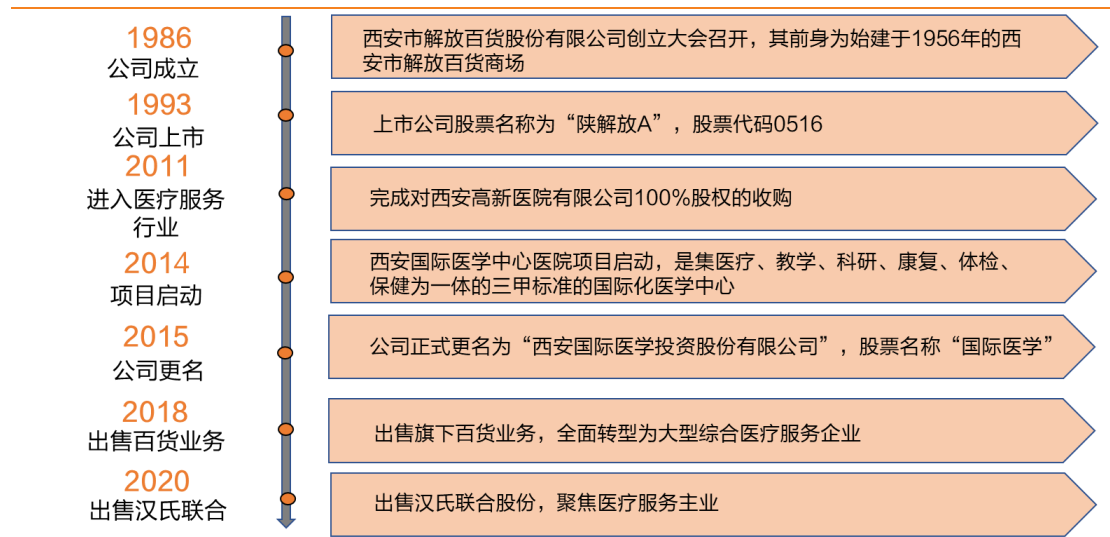 1986
公司成立
西安市解放百货股份有限公司创立大会召开，其前身为始建于1956年的西
安市解放百货商场
1993
公司上市
上市公司股票名称为“陕解放A”，股票代码0516
2011
进入医疗服务
行业
完成对西安高新医院有限公司100%股权的收购
2014
项目启动
西安国际医学中心医院项目启动，是集医疗、教学、科研、康复、体检、
保健为一体的三甲标准的国际化医学中心
2015
公司更名
公司正式更名为“西安国际医学投资股份有限公司”，股票名称“国际医学”
2018
出售百货业务
出售旗下百货业务，全面转型为大型综合医疗服务企业
2020
出售汉氏联合
出售汉氏联合股份，聚焦医疗服务主业